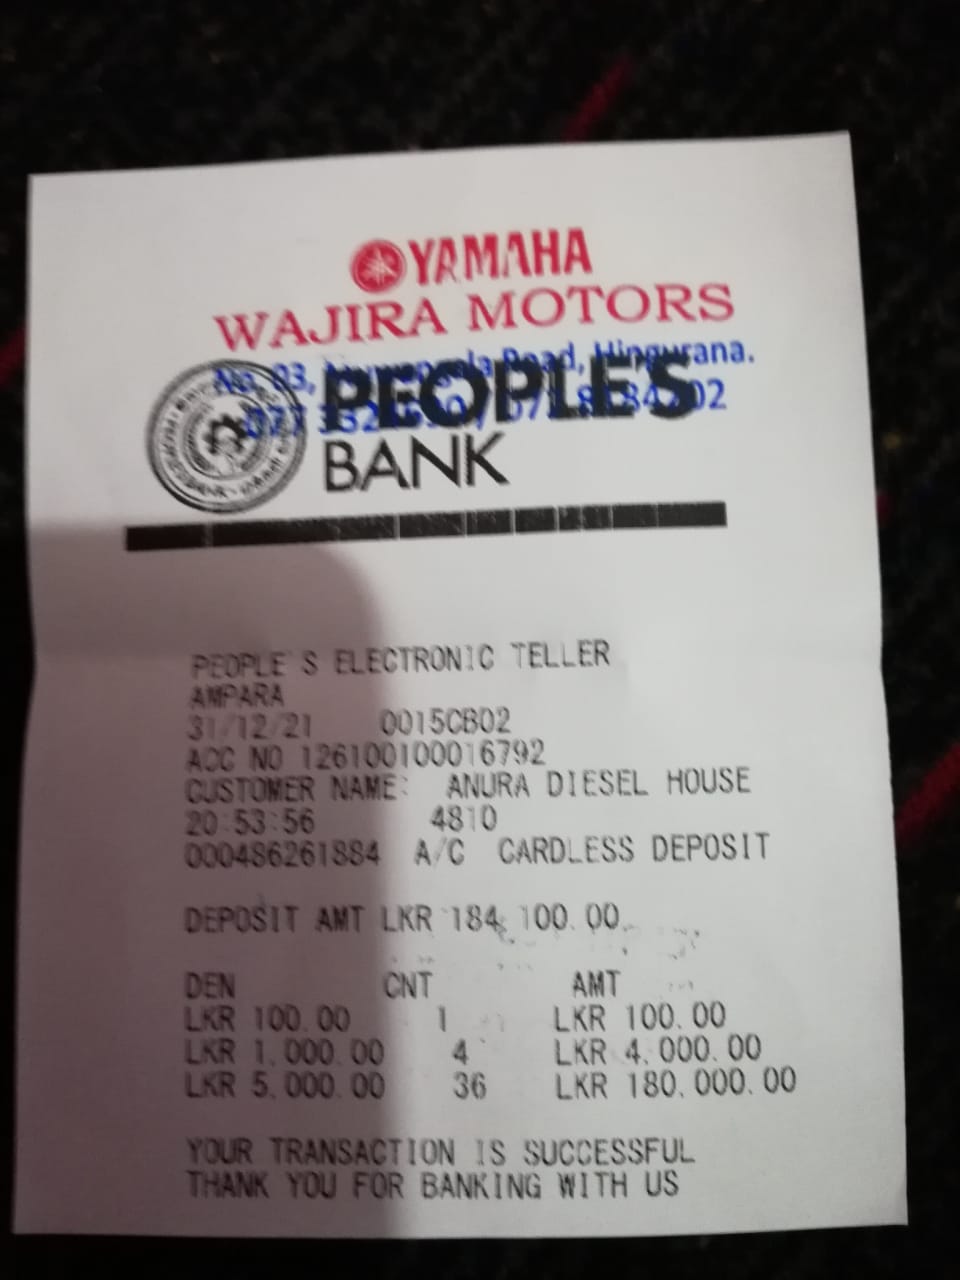 YAMAHA
WAJIRA MOTORS
No. 03, Road, Hingurana.
PEOPLE'S
BANK
PEOPLE'S ELECTRONIC TELLER
AMPARA
31/12/21 0015CB02
ACC NO 126100100016792
CUSTOMER NAME: ANURA DIESEL HOUSE
20:53:56 4810
000486261884 A/C CARDLESS DEPOSIT
DEPOSIT AMT LKR 184,100.00
DEN CNT AMT
LKR 100.00 1 LKR 100.00
LKR 1,000.00 4 LKR 4,000.00
LKR 5,000.00 36 LKR 180,000.00
YOUR TRANSACTION IS SUCCESSFUL
THANK YOU FOR BANKING WITH US